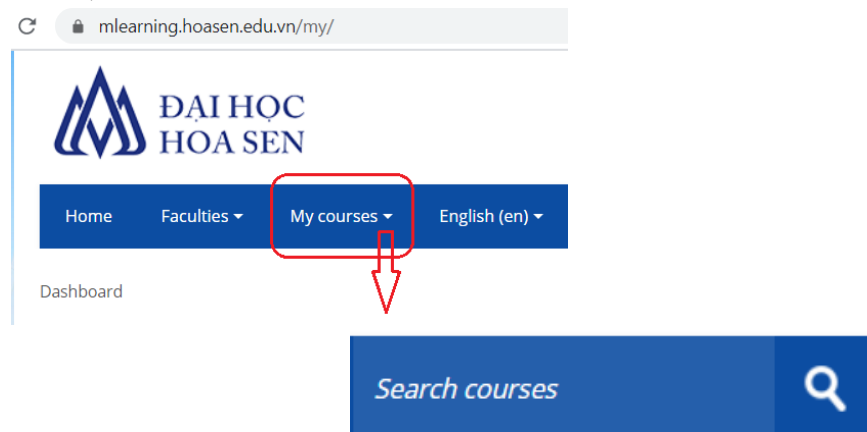 mlearning.hoasen.edu.vn/my/
ĐẠI HỌC
HOA SEN
Home Faculties My courses English (en)
Dashboard
Search courses